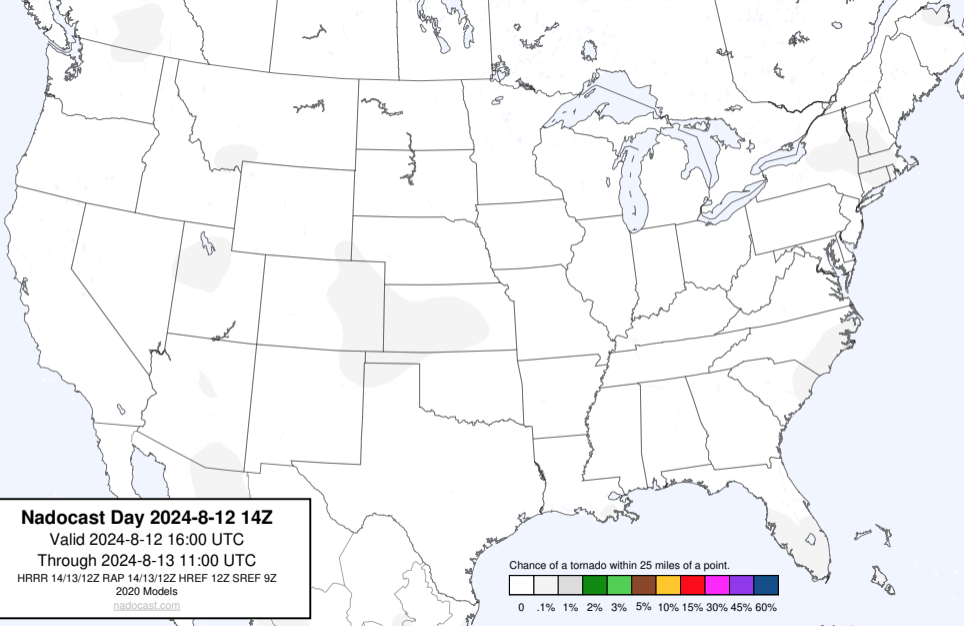 Nadocast Day 2024-8-12 14Z
Valid 2024-8-12 16:00 UTC
Through 2024-8-13 11:00 UTC
HRRR 14/13/12Z RAP 14/13/12Z HREF 12Z SREF 9Z
2020 Models
nadocast.com
Chance of a tornado within 25 miles of a point.
0 .1% 1% 2% 3% 5% 10% 15% 30% 45% 60%